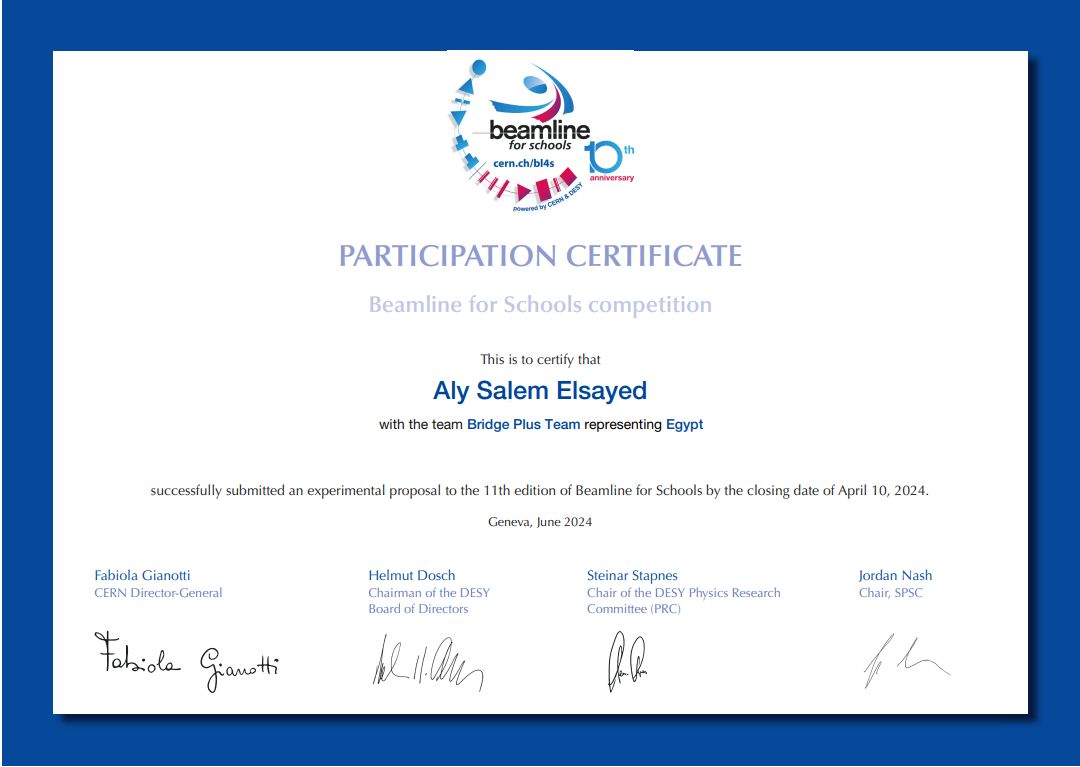 beamline
for schools
cern.ch/bl4s
10th
anniversary
powered by CERN & DESY
PARTICIPATION CERTIFICATE
Beamline for Schools competition
This is to certify that
Aly Salem Elsayed
with the team Bridge Plus Team representing Egypt
successfully submitted an experimental proposal to the 11th edition of Beamline for Schools by the closing date of April 10, 2024.
Geneva, June 2024
Fabiola Gianotti
CERN Director-General
Fabiola Gianotti
Helmut Dosch
Chairman of the DESY
Board of Directors
Steinar Stapnes
Chair of the DESY Physics Research
Committee (PRC)
Jordan Nash
Chair, SPSC